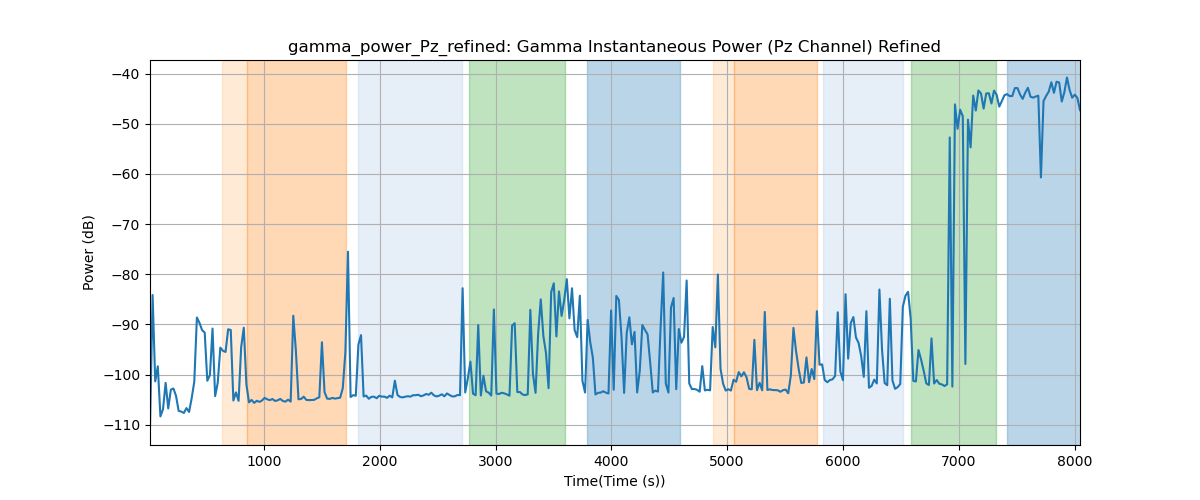 gamma_power_Pz_refined: Gamma Instantaneous Power (Pz Channel) Refined
Power (dB)
−40
−50
−60
−70
−80
−90
−100
−110
1000 2000 3000 4000 5000 6000 7000 8000
Time(Time (s))